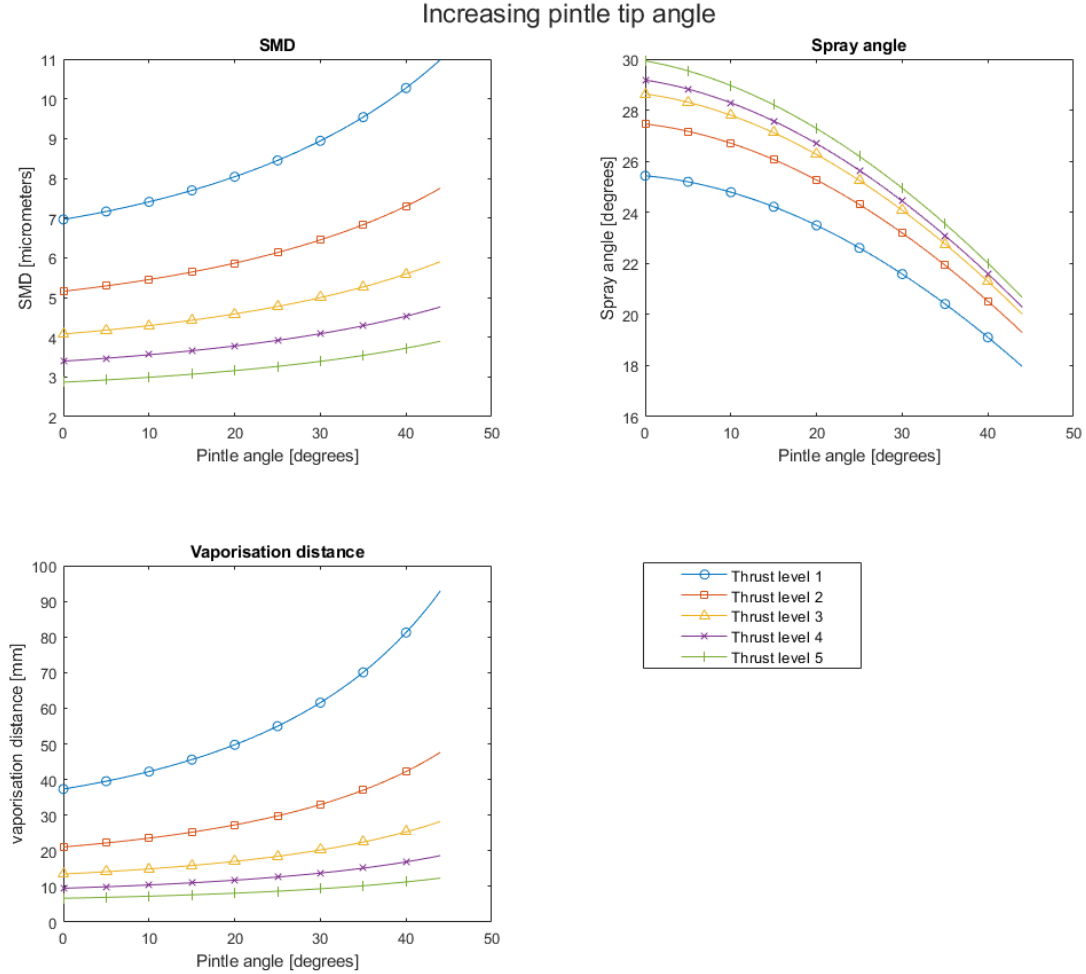 Increasing pintle tip angle
SMD
11
10
9
8
7
6
5
4
3
2
SMD [micrometers]
0 10 20 30 40 50
Pintle angle [degrees]
Spray angle
30
28
26
24
22
20
18
16
Spray angle [degrees]
0 10 20 30 40 50
Pintle angle [degrees]
Vaporisation distance
100
90
80
70
60
50
40
30
20
10
0
vaporisation distance [mm]
0 10 20 30 40 50
Pintle angle [degrees]
Thrust level 1
Thrust level 2
Thrust level 3
Thrust level 4
Thrust level 5